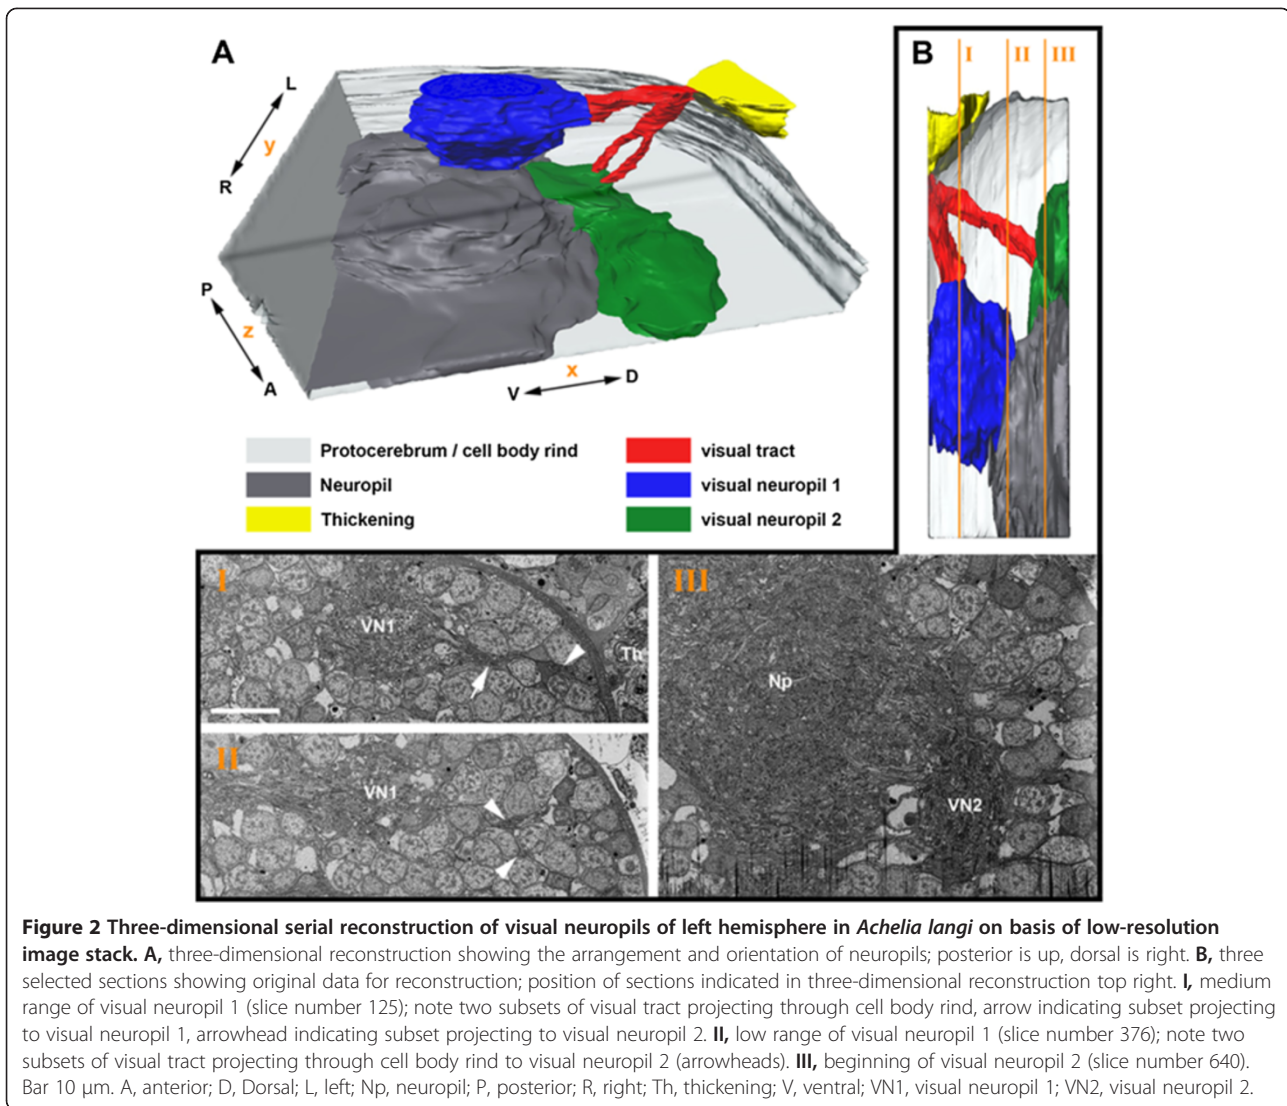 A
L
y
R
P
z
A
x
V
D
B
I
II
III
Protocerebrum / cell body rind
Neuropil
Thickening
visual tract
visual neuropil 1
visual neuropil 2
I
VN1
Th
II
VN1
III
Np
VN2
Figure 2 Three-dimensional serial reconstruction of visual neuropils of left hemisphere in Achelia langi on basis of low-resolution
image stack. A, three-dimensional reconstruction showing the arrangement and orientation of neuropils; posterior is up, dorsal is right. B, three
selected sections showing original data for reconstruction; position of sections indicated in three-dimensional reconstruction top right. I, medium
range of visual neuropil 1 (slice number 125); note two subsets of visual tract projecting through cell body rind, arrow indicating subset projecting
to visual neuropil 1, arrowhead indicating subset projecting to visual neuropil 2. II, low range of visual neuropil 1 (slice number 376); note two
subsets of visual tract projecting through cell body rind to visual neuropil 2 (arrowheads). III, beginning of visual neuropil 2 (slice number 640).
Bar 10 μm. A, anterior; D, Dorsal; L, left; Np, neuropil; P, posterior; R, right; Th, thickening; V, ventral; VN1, visual neuropil 1; VN2, visual neuropil 2.